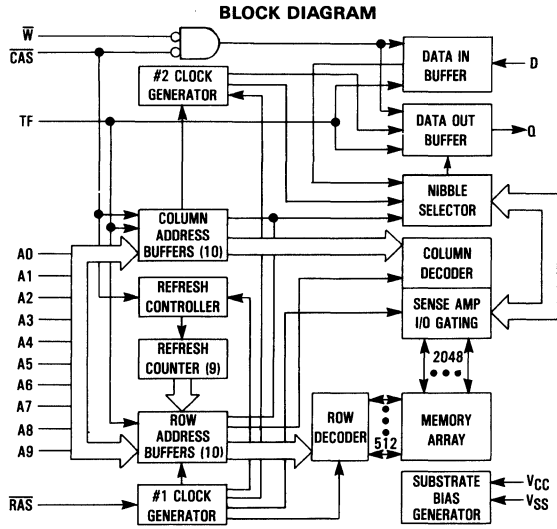 BLOCK DIAGRAM
W
CAS
TF
A0
A1
A2
A3
A4
A5
A6
A7
A8
A9
RAS
#2 CLOCK
GENERATOR
COLUMN
ADDRESS
BUFFERS (10)
REFRESH
CONTROLLER
REFRESH
COUNTER (9)
ROW
ADDRESS
BUFFERS (10)
#1 CLOCK
GENERATOR
ROW
DECODER
512
DATA IN
BUFFER
D
DATA OUT
BUFFER
Q
NIBBLE
SELECTOR
COLUMN
DECODER
SENSE AMP
I/O GATING
2048
MEMORY
ARRAY
SUBSTRATE
BIAS
GENERATOR
VCC
VSS